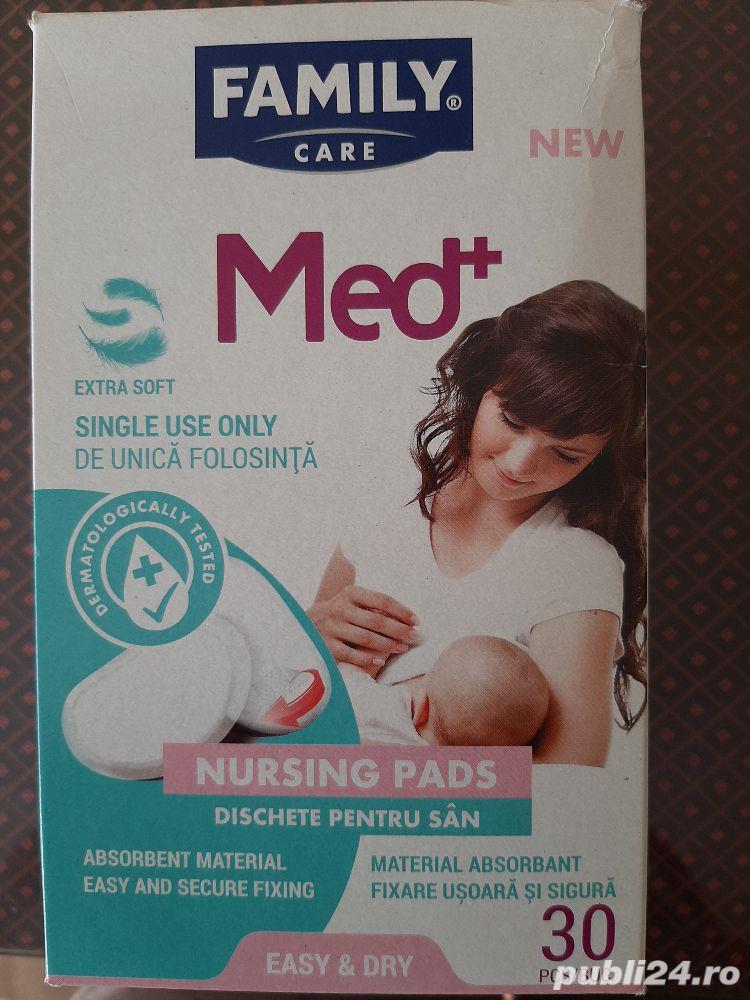 FAMILY®
CARE
NEW
Med+
EXTRA SOFT
SINGLE USE ONLY
DE UNICĂ FOLOSINŢĂ
DERMATOLOGICALLY TESTED
NURSING PADS
DISCHETE PENTRU SÂN
ABSORBENT MATERIAL
EASY AND SECURE FIXING
MATERIAL ABSORBANT
FIXARE UȘOARĂ ȘI SIGURĂ
30
EASY & DRY
publi24.ro